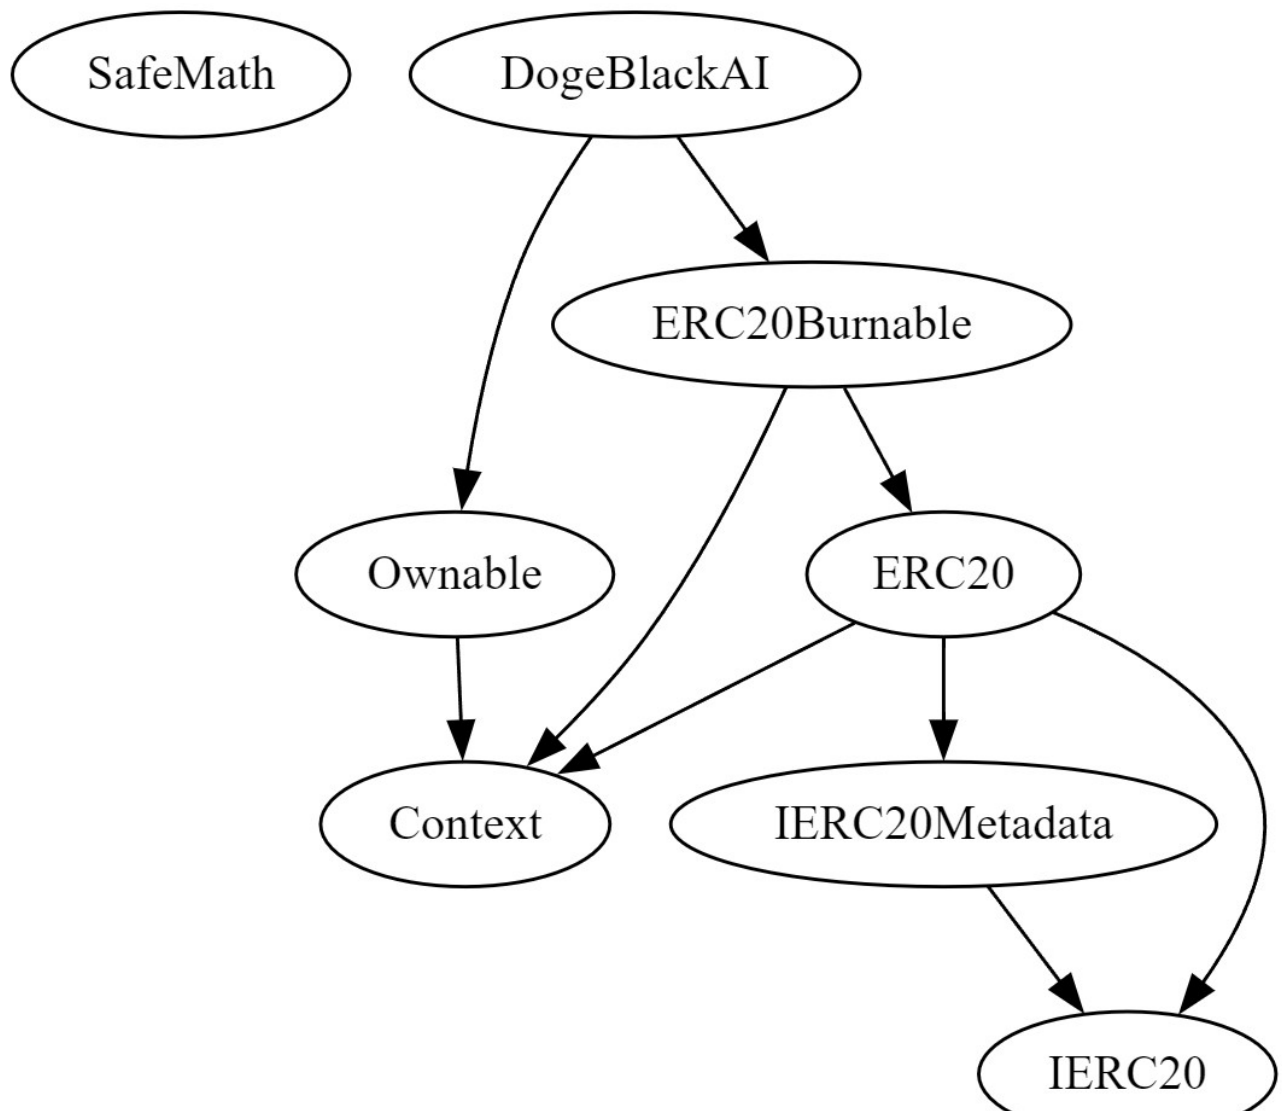 SafeMath
DogeBlackAI
ERC20Burnable
Ownable
ERC20
Context
IERC20Metadata
IERC20